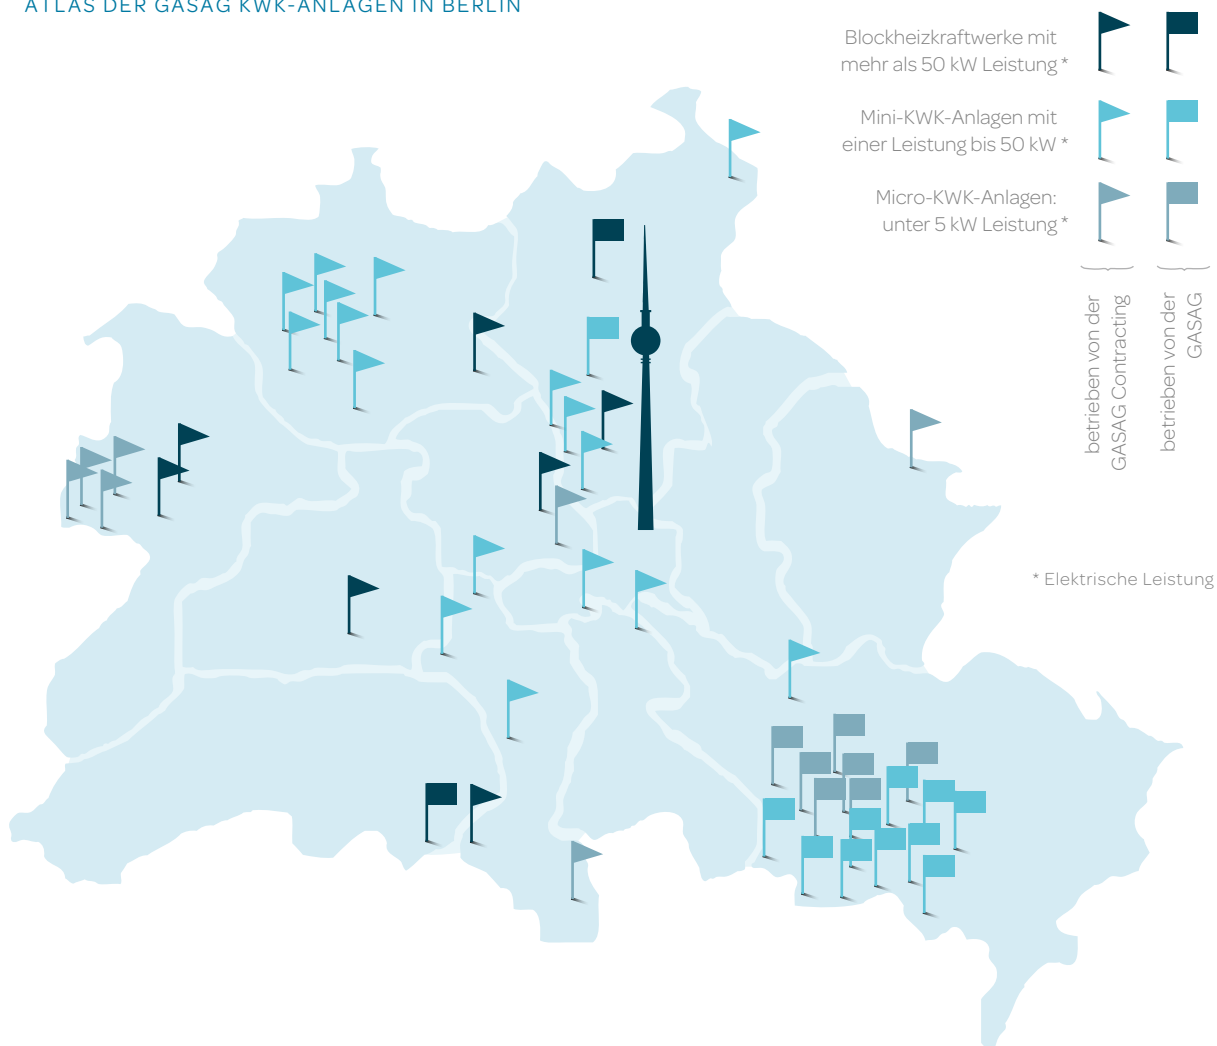 ATLAS DER GASAG KWK-ANLAGEN IN BERLIN
Blockheizkraftwerke mit
mehr als 50 kW Leistung *
Mini-KWK-Anlagen mit
einer Leistung bis 50 kW *
Micro-KWK-Anlagen:
unter 5 kW Leistung *
betrieben von der
GASAG Contracting
betrieben von der
GASAG
* Elektrische Leistung